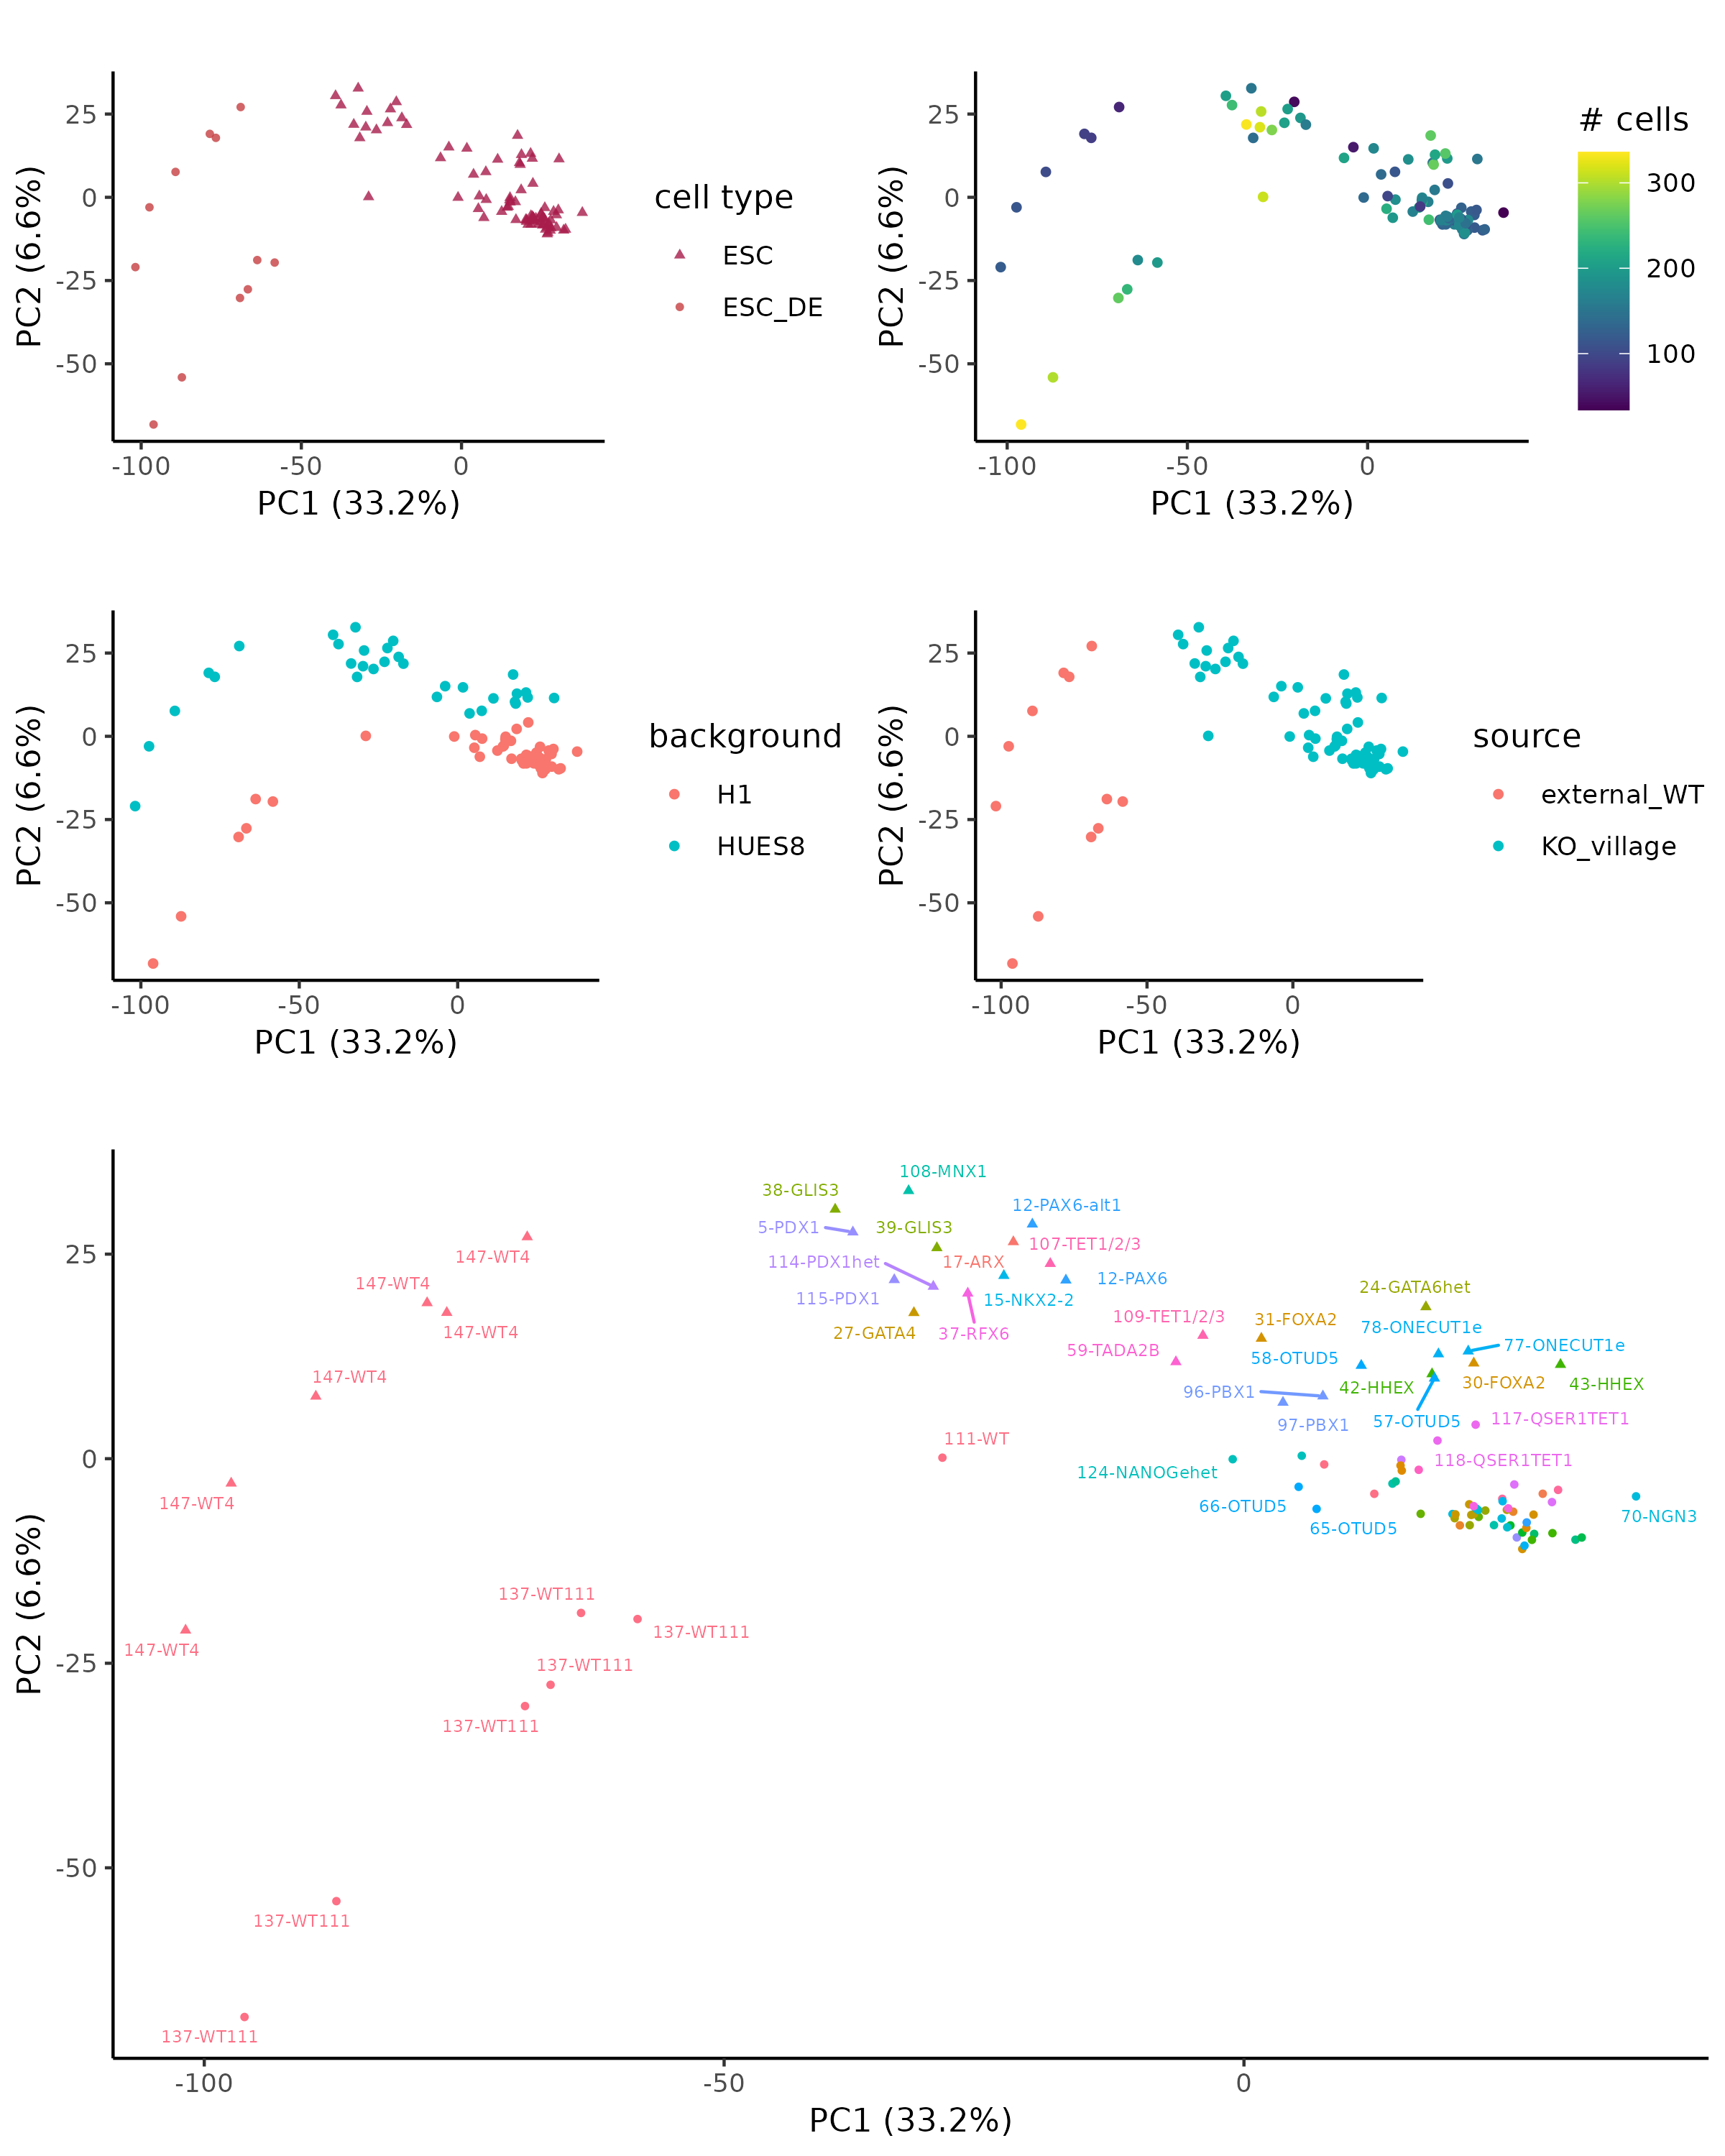 25
0
-25
-50
-100
-50
0
PC1 (33.2%)
PC2 (6.6%)
cell type
ESC
ESC_DE
25
0
-25
-50
-100
-50
0
PC1 (33.2%)
PC2 (6.6%)
# cells
300
200
100
25
0
-25
-50
-100
-50
0
PC1 (33.2%)
PC2 (6.6%)
background
H1
HUES8
25
0
-25
-50
-100
-50
0
PC1 (33.2%)
PC2 (6.6%)
source
external_WT
KO_village
108-MNX1
38-GLIS3
12-PAX6-alt1
5-PDX1
39-GLIS3
107-TET1/2/3
147-WT4
114-PDX1het
17-ARX
12-PAX6
147-WT4
24-GATA6het
115-PDX1
15-NKX2-2
109-TET1/2/3
31-FOXA2
78-ONECUT1e
147-WT4
27-GATA4
37-RFX6
77-ONECUT1e
59-TADA2B
58-OTUD5
147-WT4
96-PBX1
42-HHEX
30-FOXA2
43-HHEX
97-PBX1
57-OTUD5
117-QSER1TET1
111-WT
118-QSER1TET1
124-NANOGehet
147-WT4
66-OTUD5
65-OTUD5
70-NGN3
137-WT111
137-WT111
147-WT4
137-WT111
137-WT111
137-WT111
137-WT111
25
0
-25
-50
-100
-50
0
PC1 (33.2%)
PC2 (6.6%)